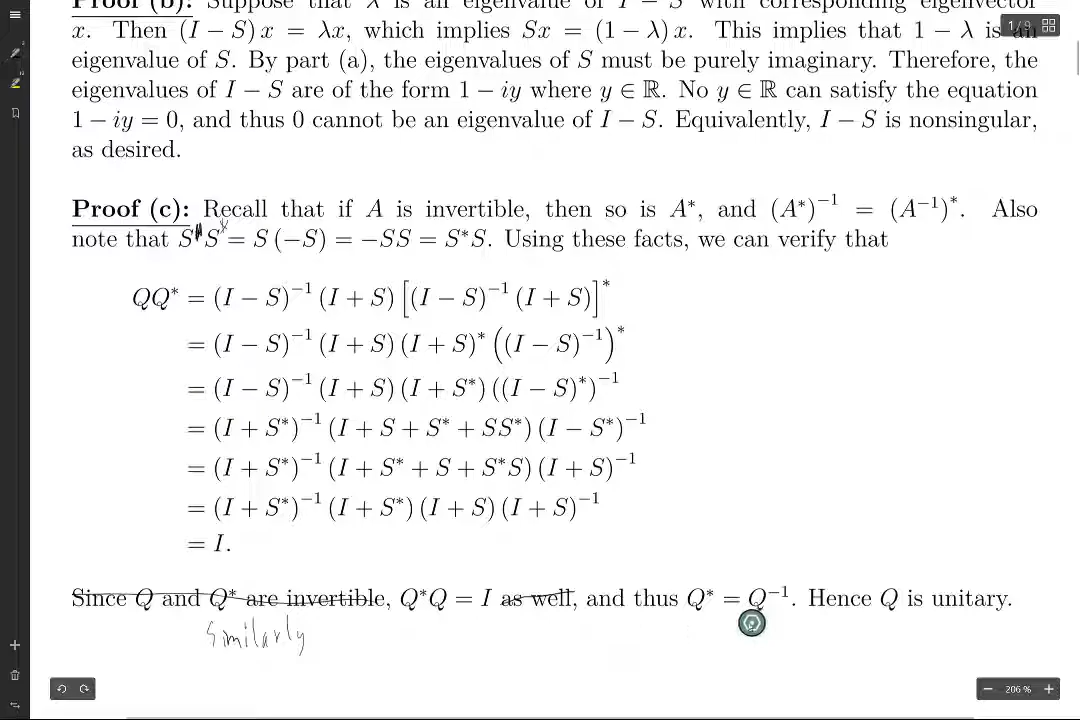 Proof (b): Suppose that λ is an eigenvalue of I − S with corresponding eigenvector
x. Then (I − S) x = λx, which implies Sx = (1 − λ) x. This implies that 1 − λ is an
1/9
eigenvalue of S. By part (a), the eigenvalues of S must be purely imaginary. Therefore, the
eigenvalues of I − S are of the form 1 − iy where y ∈ ℝ. No y ∈ ℝ can satisfy the equation
1 − iy = 0, and thus 0 cannot be an eigenvalue of I − S. Equivalently, I − S is nonsingular,
as desired.
Proof (c): Recall that if A is invertible, then so is A*, and (A*)⁻¹ = (A⁻¹)*. Also
note that S S* = S (−S) = −SS = S*S. Using these facts, we can verify that
QQ* = (I − S)⁻¹ (I + S) [(I − S)⁻¹ (I + S)]*
= (I − S)⁻¹ (I + S) (I + S)* ((I − S)⁻¹)*
= (I − S)⁻¹ (I + S) (I + S*) ((I − S)*)⁻¹
= (I + S*)⁻¹ (I + S + S* + SS*) (I − S*)⁻¹
= (I + S*)⁻¹ (I + S* + S + S*S) (I + S)⁻¹
= (I + S*)⁻¹ (I + S*) (I + S) (I + S)⁻¹
= I.
Since Q and Q* are invertible, Q*Q = I as well, and thus Q* = Q⁻¹. Hence Q is unitary.
Similarly
206 %